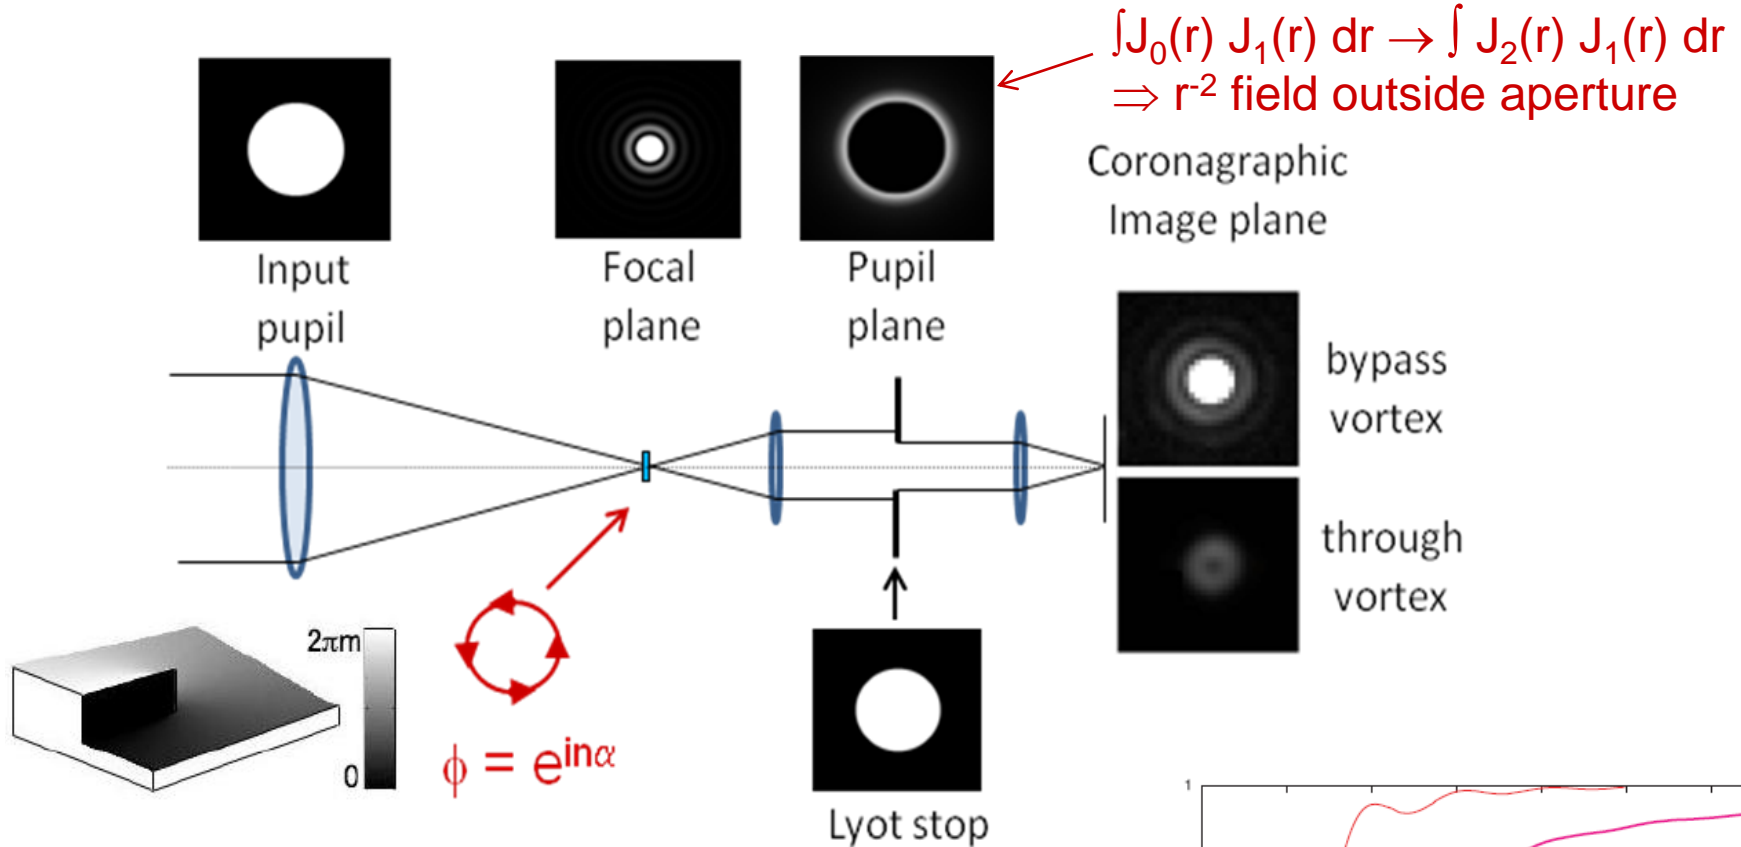 ∫J₀(r) J₁(r) dr → ∫ J₂(r) J₁(r) dr
⇒ r⁻² field outside aperture
Coronagraphic
Image plane
Input
pupil
Focal
plane
Pupil
plane
bypass
vortex
through
vortex
2πm
0
ϕ = e^{inα}
Lyot stop
1